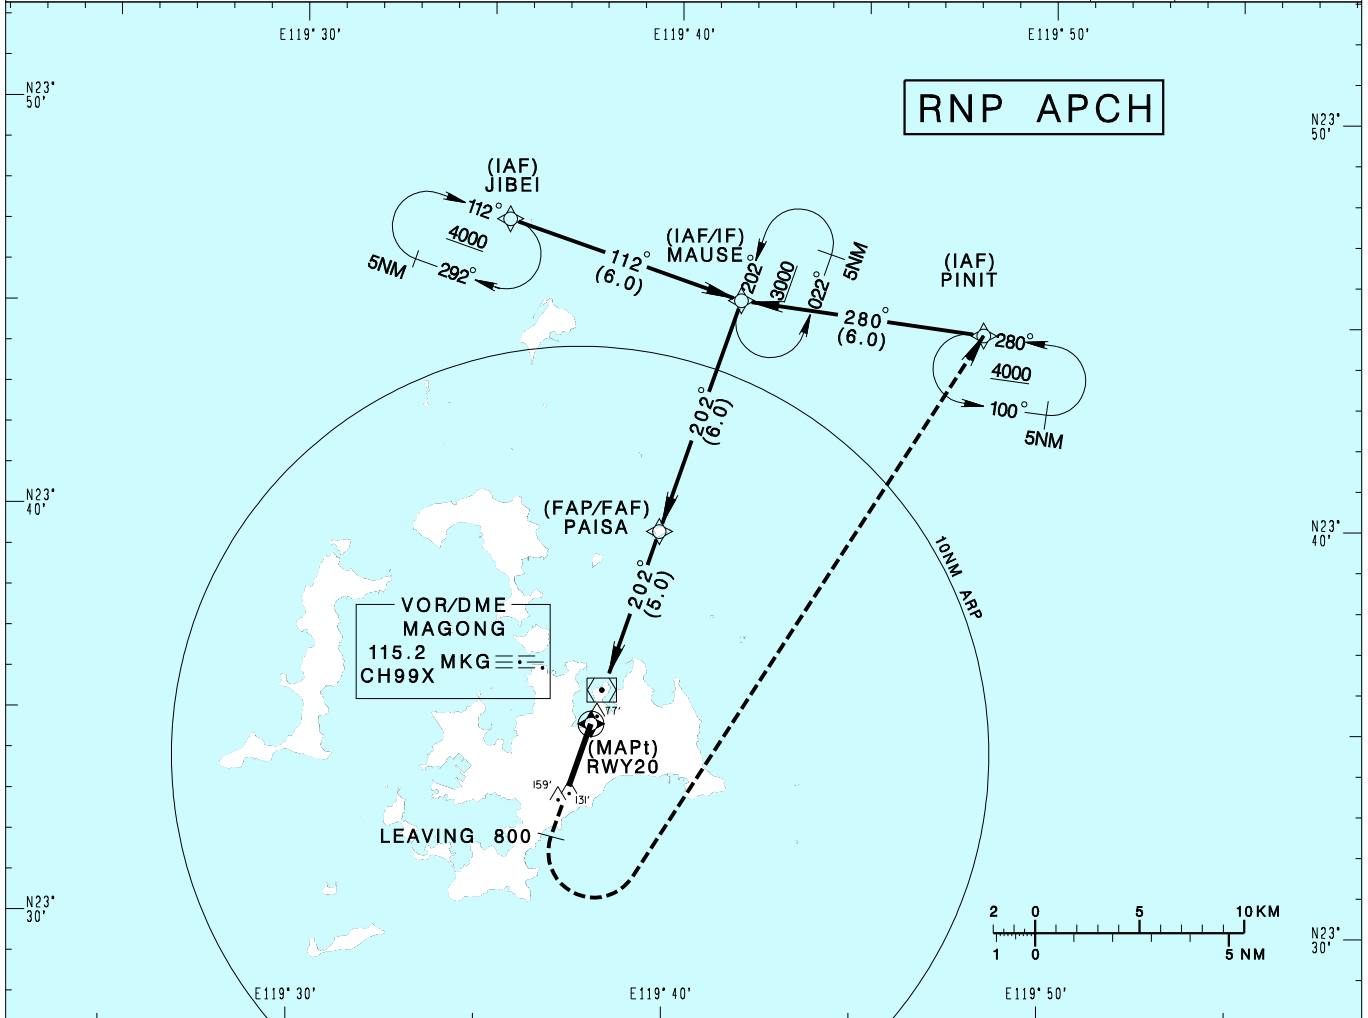 E119° 30'
E119° 40'
E119° 50'
N23°
50'
RNP APCH
N23°
50'
(IAF)
JIBEI
112°
4000
5NM
292°
112°
(6.0)
(IAF/IF)
MAUSE
202°
3000
022°
5NM
(IAF)
PINIT
280°
(6.0)
280°
4000
100°
5NM
202°
(6.0)
N23°
40'
(FAP/FAF)
PAISA
N23°
40'
10NM ARP
202°
(5.0)
VOR/DME
MAGONG
115.2
CH99X
MKG
77'
(MAPt)
RWY20
159'
131'
LEAVING 800
N23°
30'
2 0 5 10KM
1 0 5 NM
N23°
30'
E119° 30'
E119° 40'
E119° 50'